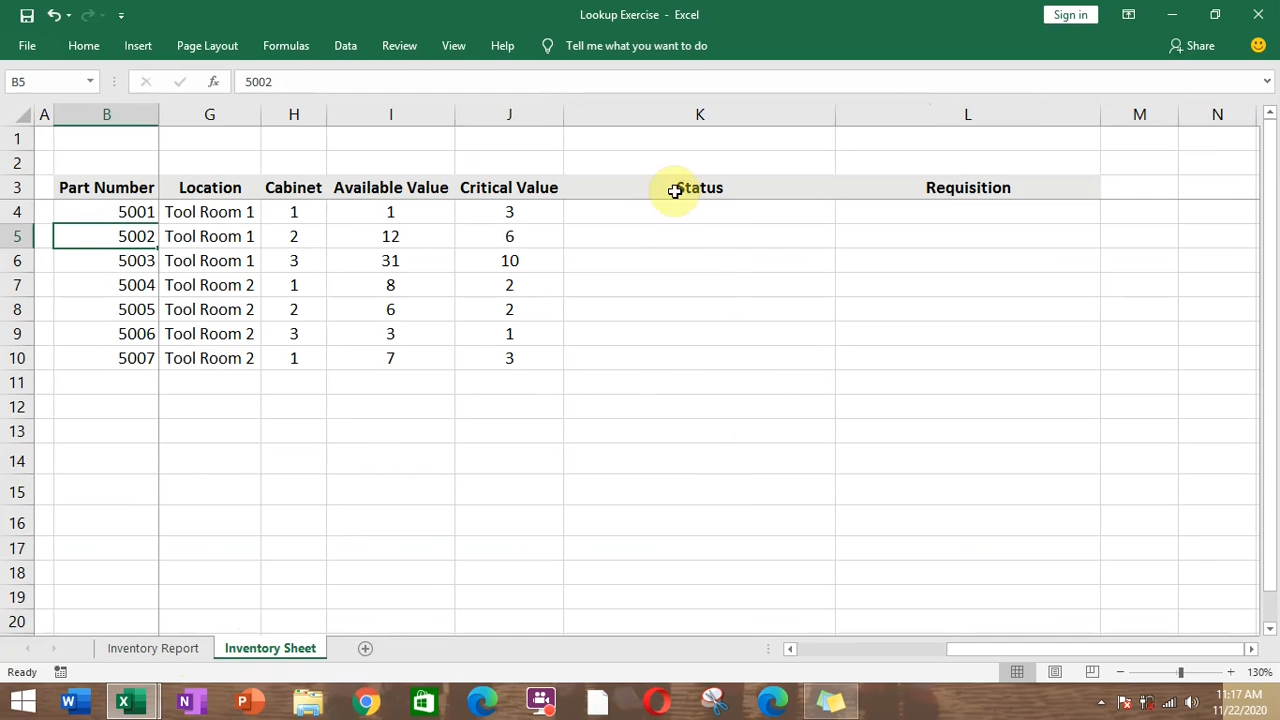 Lookup Exercise - Excel
Sign in
File Home Insert Page Layout Formulas Data Review View Help Tell me what you want to do Share
B5 fx 5002
A B G H I J K L M N
1
2
3 Part Number Location Cabinet Available Value Critical Value Status Requisition
4 5001 Tool Room 1 1 1 3
5 5002 Tool Room 1 2 12 6
6 5003 Tool Room 1 3 31 10
7 5004 Tool Room 2 1 8 2
8 5005 Tool Room 2 2 6 2
9 5006 Tool Room 2 3 3 1
10 5007 Tool Room 2 1 7 3
11
12
13
14
15
16
17
18
19
20
Inventory Report Inventory Sheet
Ready 130%
11:17 AM
11/22/2020